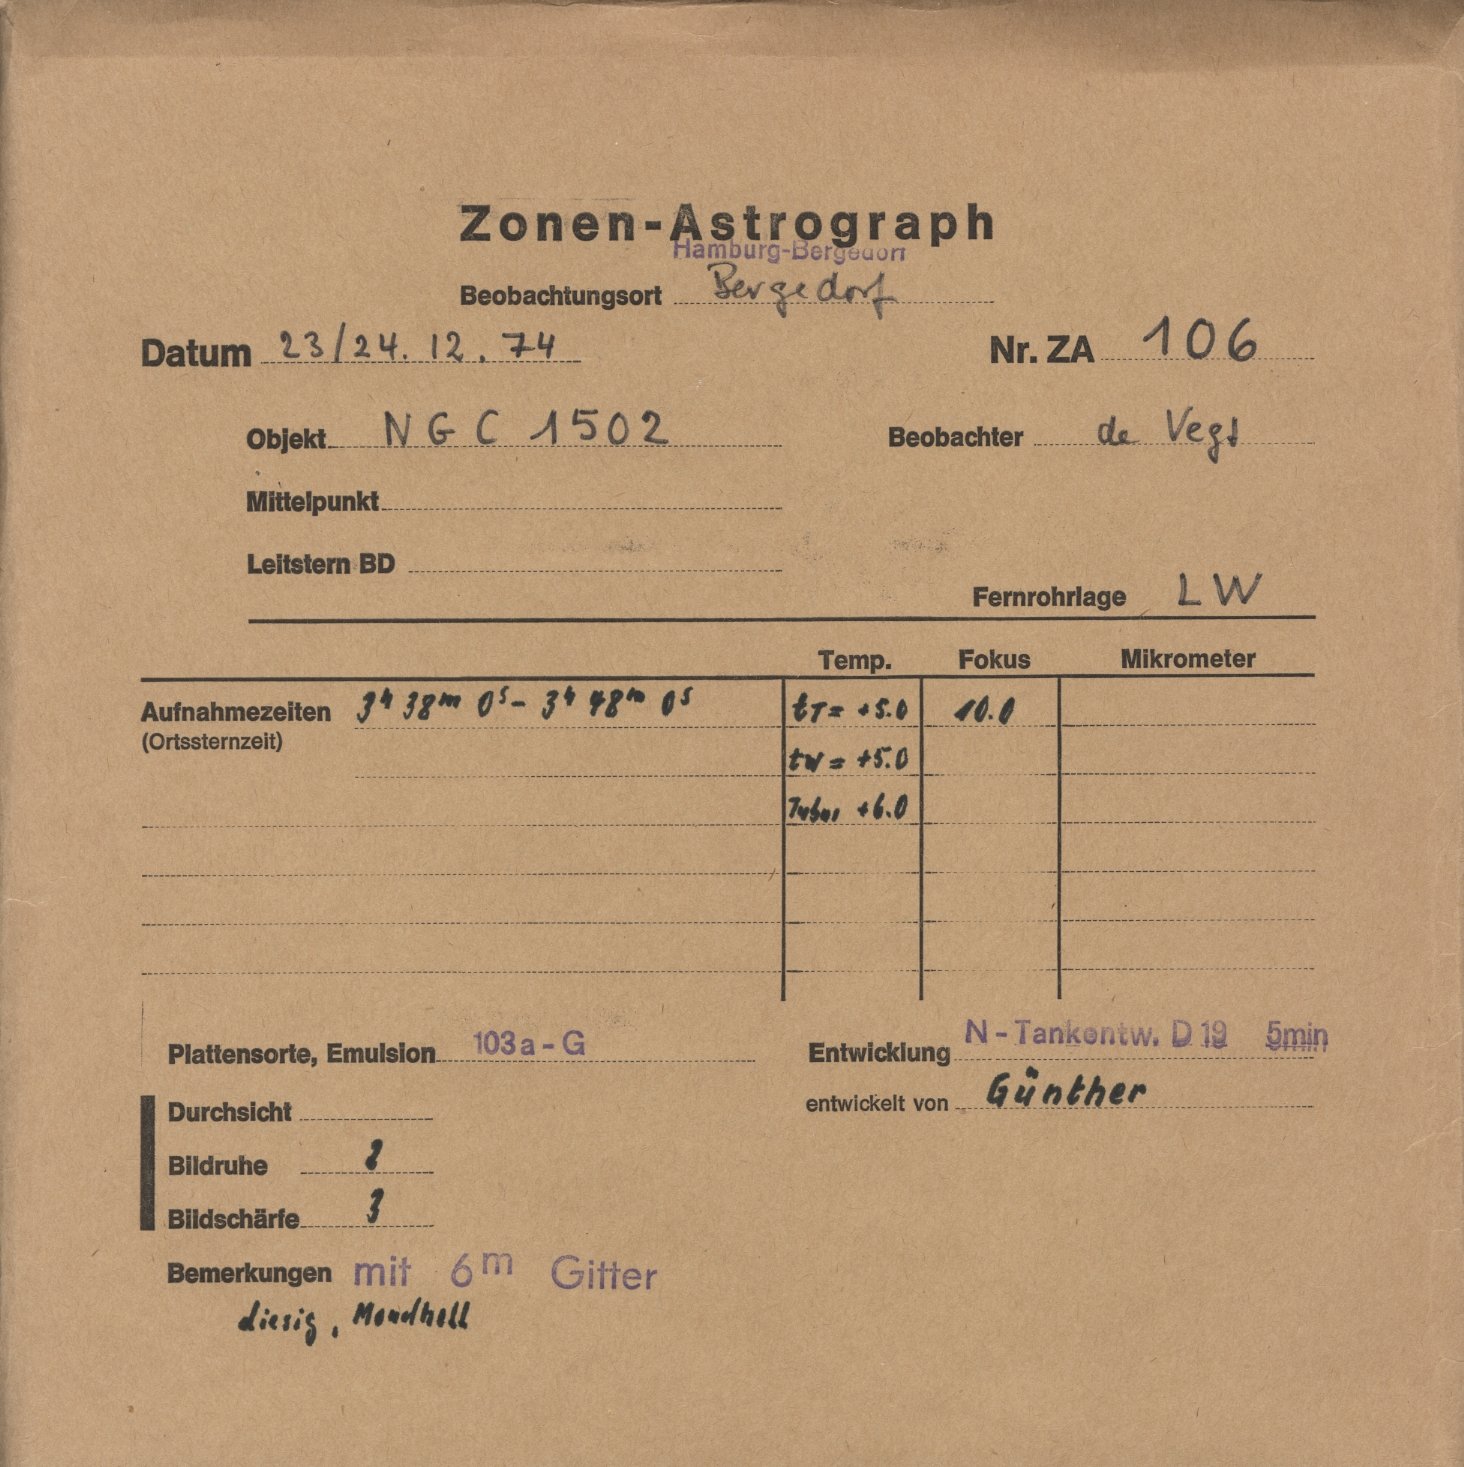 Zonen-Astrograph
Hamburg-Bergedorf
Beobachtungsort Bergedorf
Datum 23/24. 12. 74 Nr. ZA 106
Objekt NGC 1502 Beobachter de Vegt
Mittelpunkt
Leitstern BD
Fernrohrlage LW
Temp. Fokus Mikrometer
Aufnahmezeiten 3h 38m 0s - 3h 48m 0s tT = +5.0 10.0
(Ortssternzeit)
tw = +5.0
Tubus +6.0
Plattensorte, Emulsion 103a-G Entwicklung N-Tankentw. D19 5min
entwickelt von Günther
Durchsicht
Bildruhe 2
Bildschärfe 3
Bemerkungen mit 6m Gitter
diesig, Mondhell